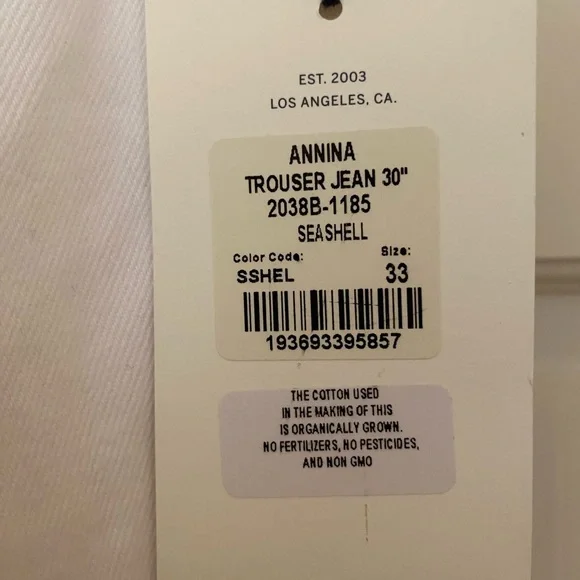 EST. 2003
LOS ANGELES, CA.
ANNINA
TROUSER JEAN 30"
2038B-1185
SEASHELL
Color Code: Size:
SSHEL 33
193693395857
THE COTTON USED
IN THE MAKING OF THIS
IS ORGANICALLY GROWN.
NO FERTILIZERS, NO PESTICIDES,
AND NON GMO